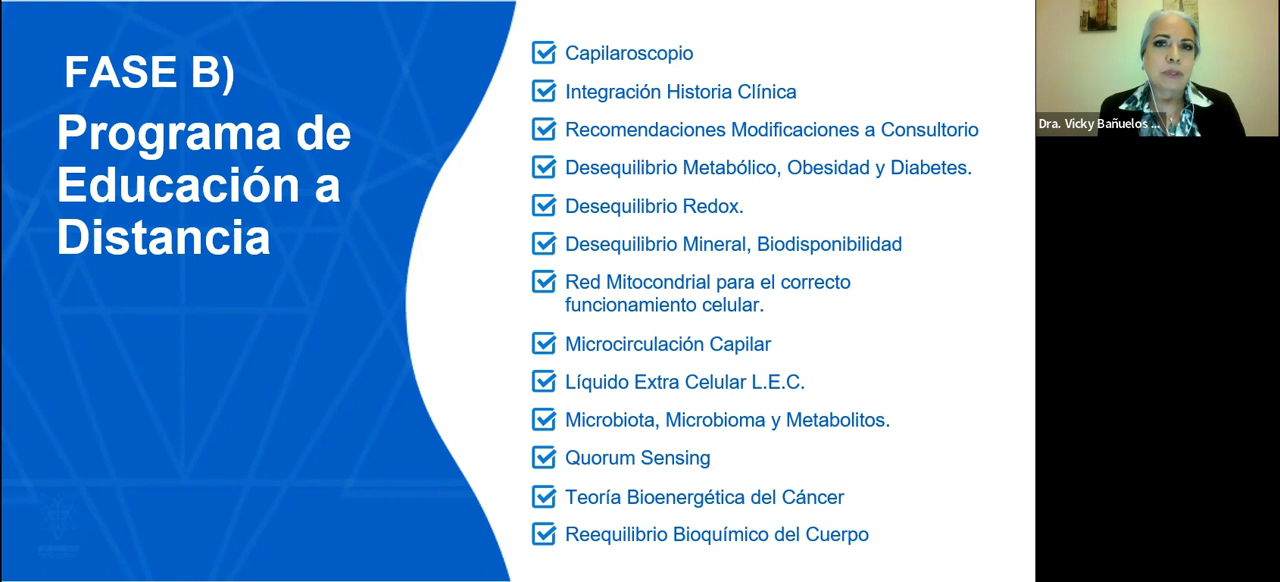 FASE B)
Programa de
Educación a
Distancia
Capilaroscopio
Integración Historia Clínica
Recomendaciones Modificaciones a Consultorio
Desequilibrio Metabólico, Obesidad y Diabetes.
Desequilibrio Redox.
Desequilibrio Mineral, Biodisponibilidad
Red Mitocondrial para el correcto
funcionamiento celular.
Microcirculación Capilar
Líquido Extra Celular L.E.C.
Microbiota, Microbioma y Metabolitos.
Quorum Sensing
Teoría Bioenergética del Cáncer
Reequilibrio Bioquímico del Cuerpo
Dra. Vicky Bañuelos ...